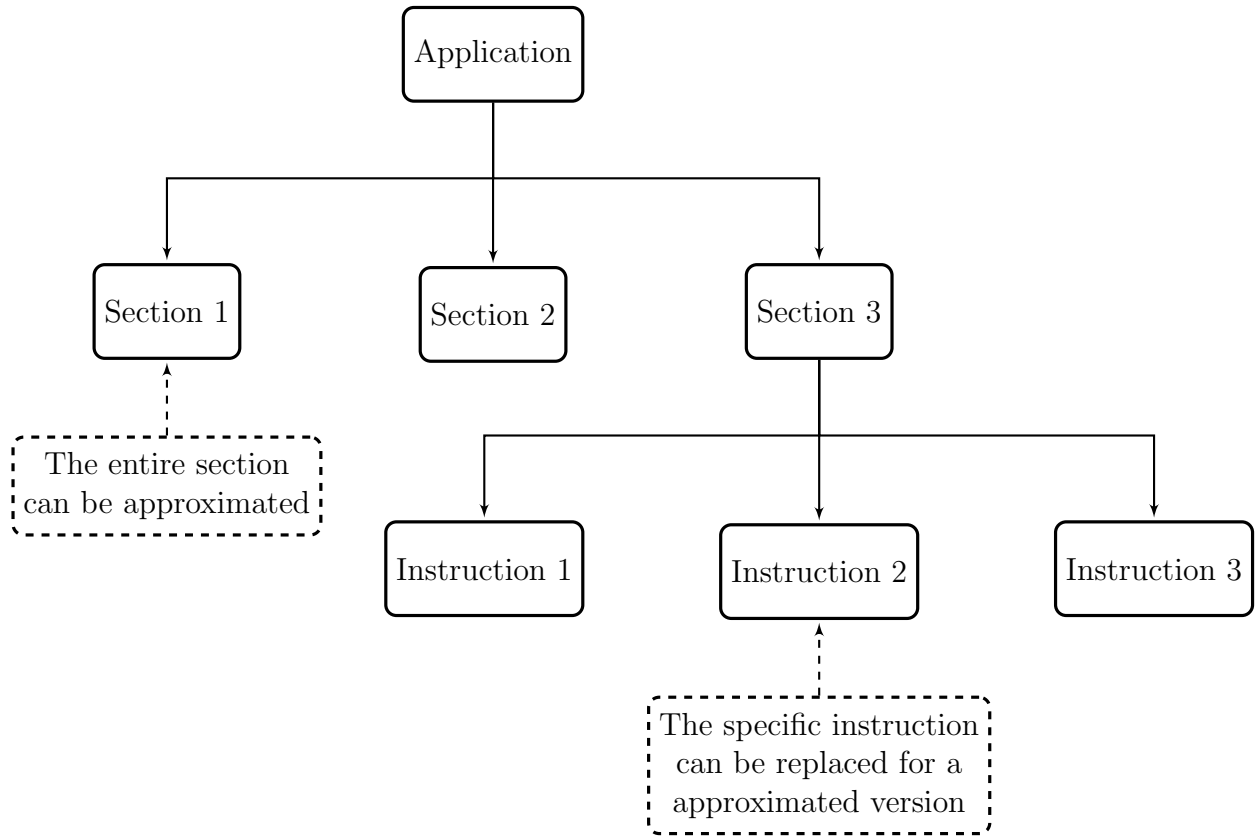 Application
Section 1
Section 2
Section 3
The entire section
can be approximated
Instruction 1
Instruction 2
Instruction 3
The specific instruction
can be replaced for a
approximated version